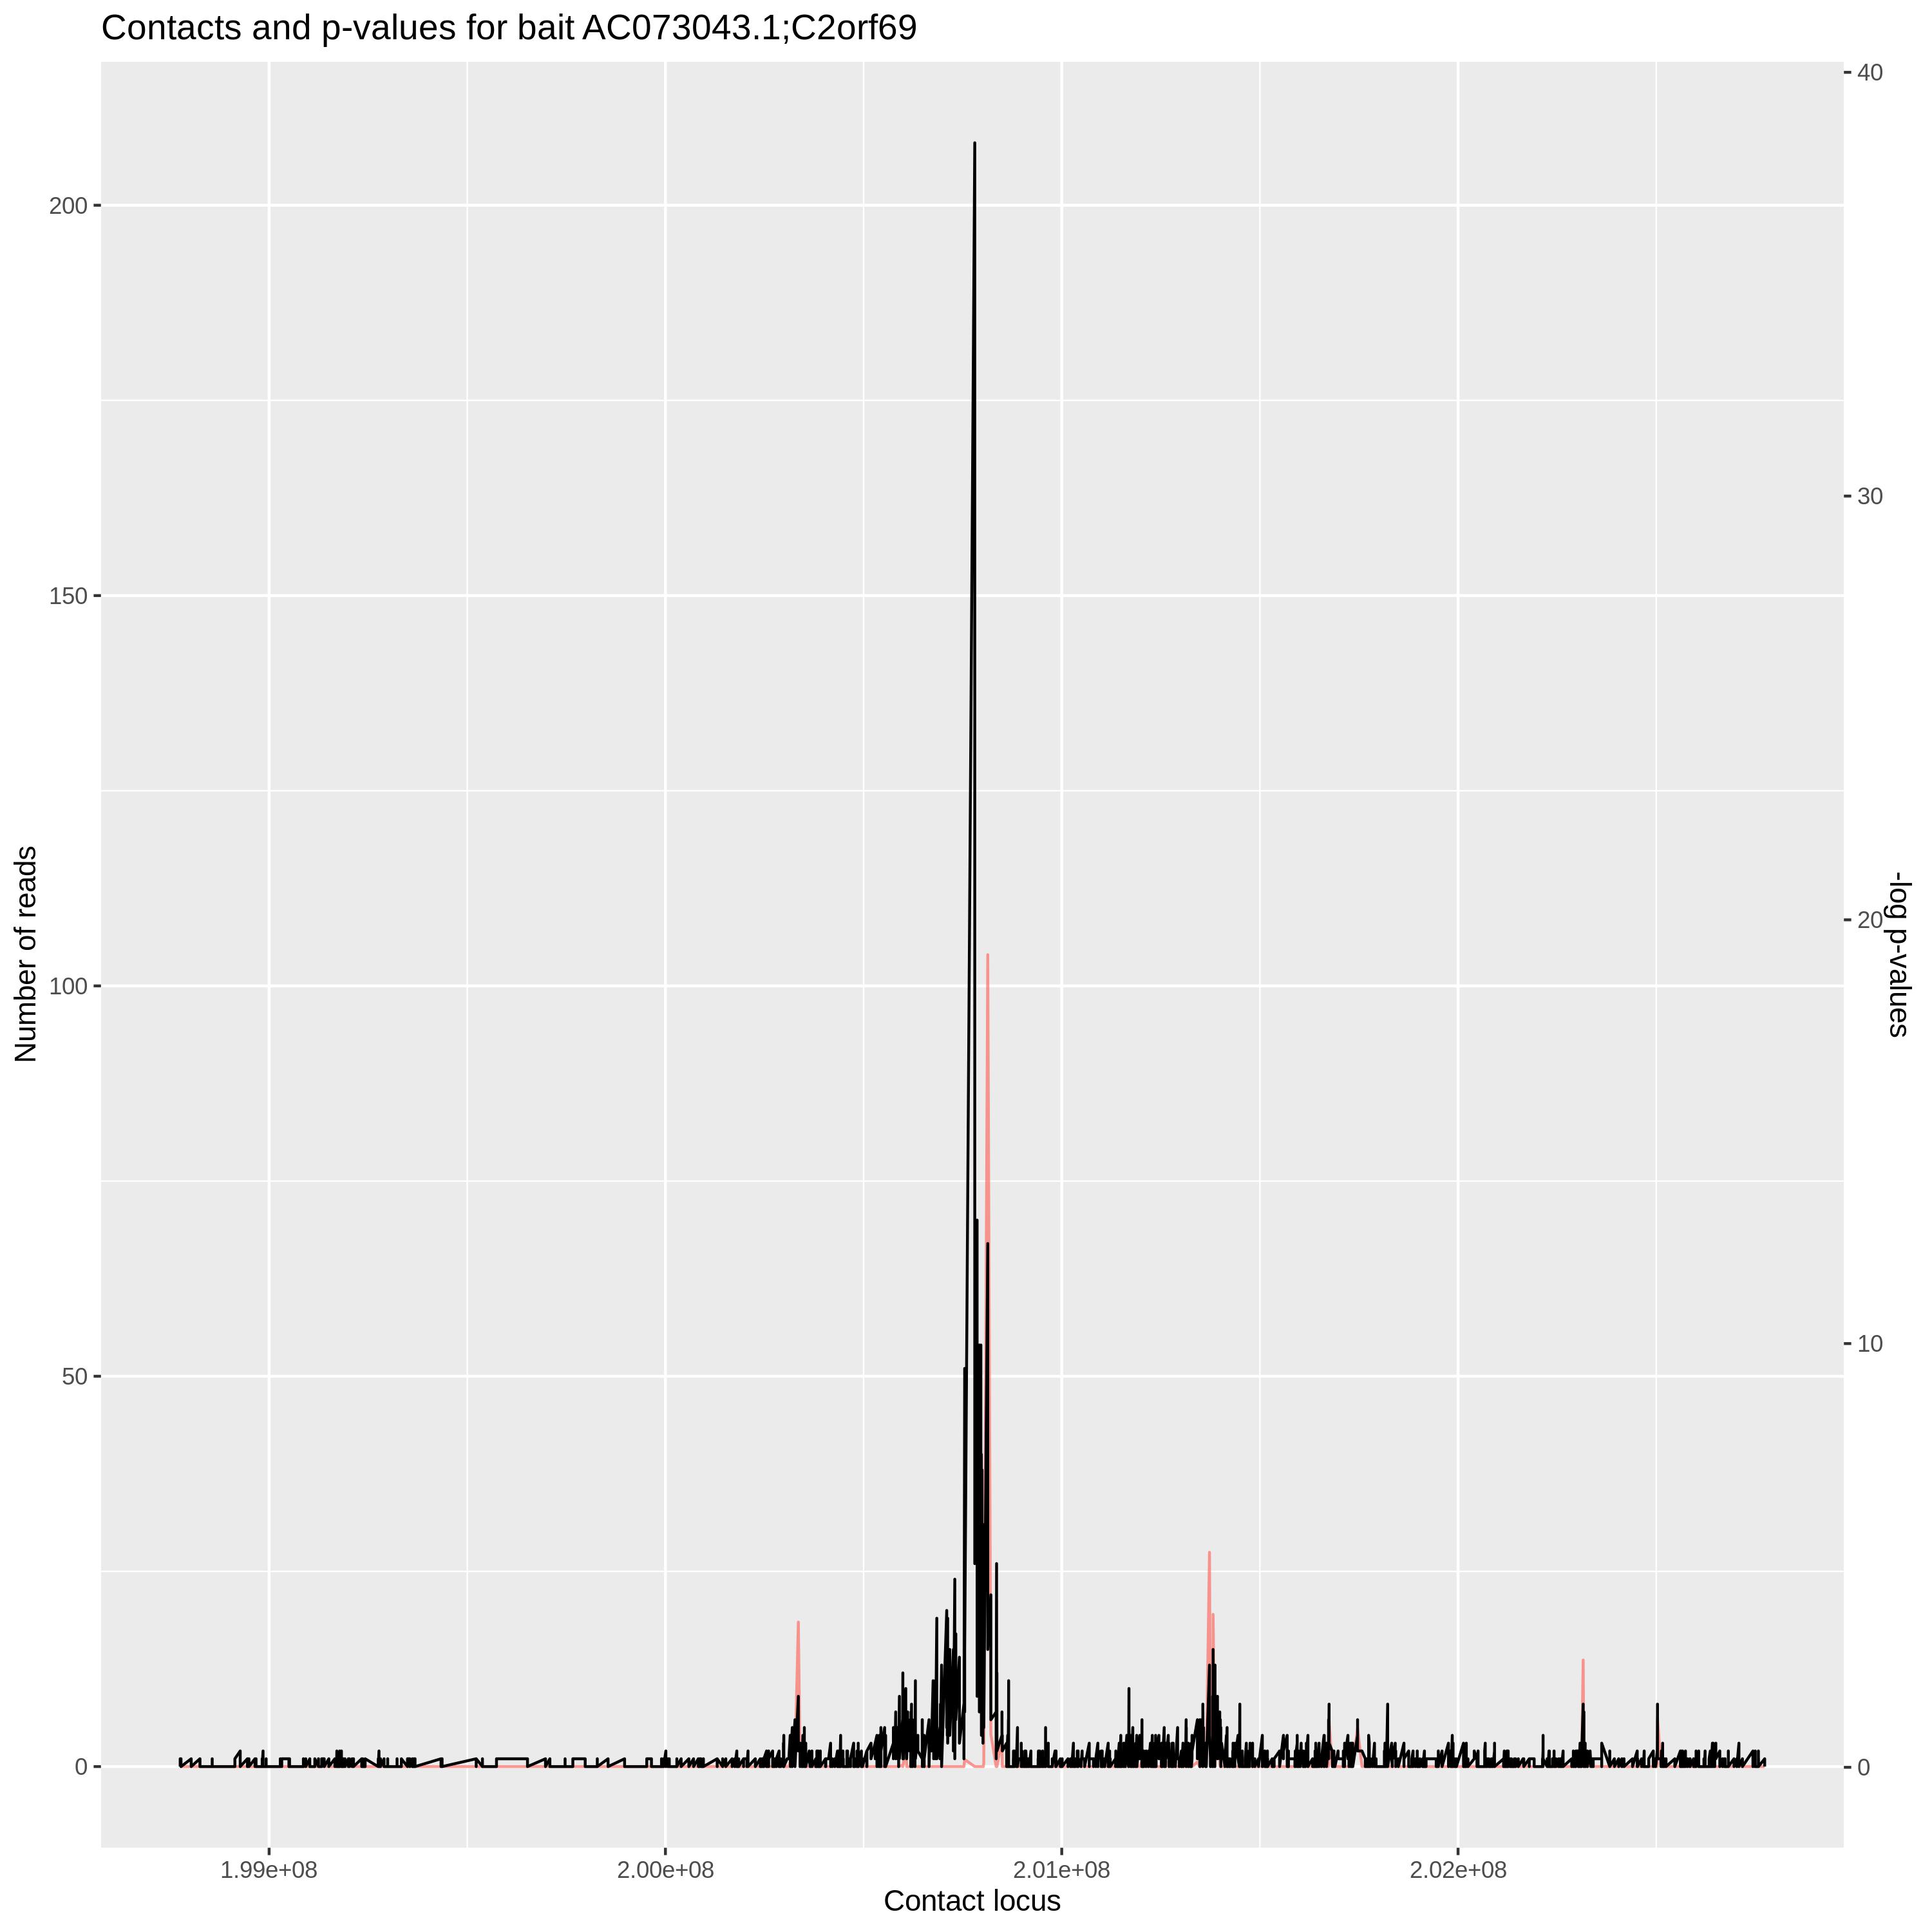 Contacts and p-values for bait AC073043.1;C2orf69
Number of reads
200
150
100
50
0
40
30
20
10
0
-log p-values
1.99e+08
2.00e+08
2.01e+08
2.02e+08
Contact locus